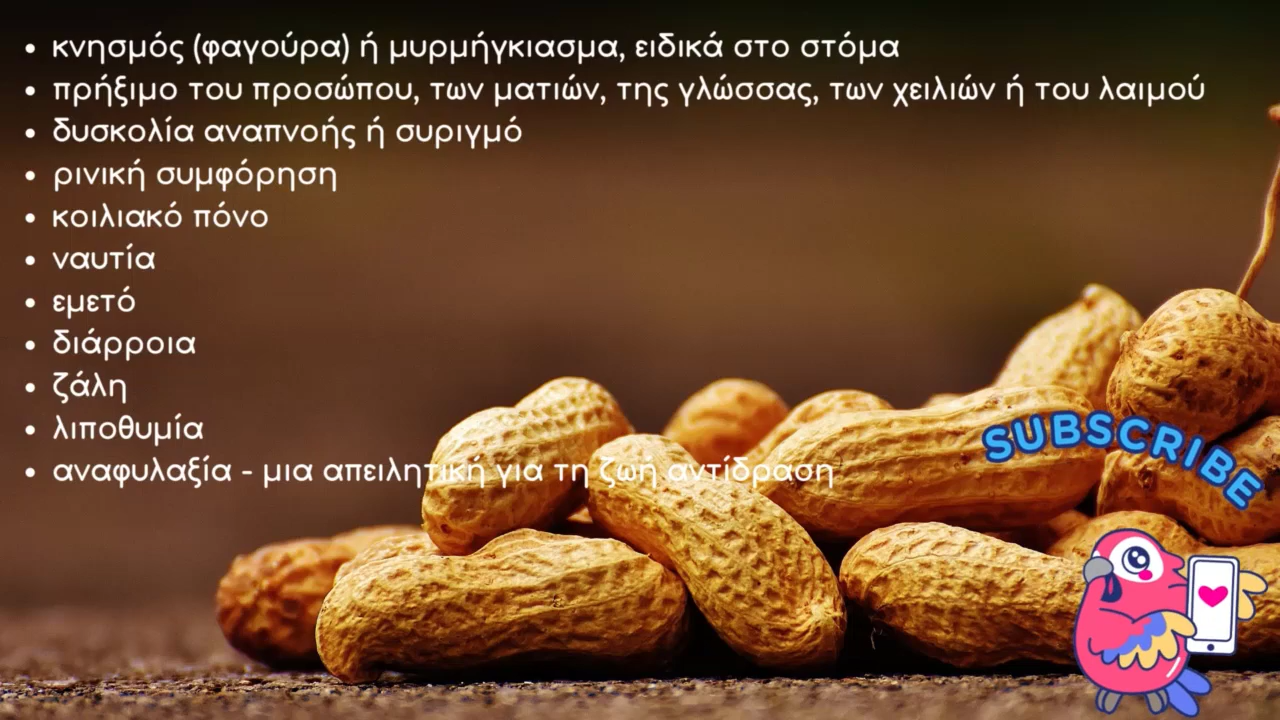 • κνησμός (φαγούρα) ή μυρμήγκιασμα, ειδικά στο στόμα
• πρήξιμο του προσώπου, των ματιών, της γλώσσας, των χειλιών ή του λαιμού
• δυσκολία αναπνοής ή συριγμό
• ρινική συμφόρηση
• κοιλιακό πόνο
• ναυτία
• εμετό
• διάρροια
• ζάλη
• λιποθυμία
• αναφυλαξία - μια απειλητική για τη ζωή αντίδραση
SUBSCRIBE